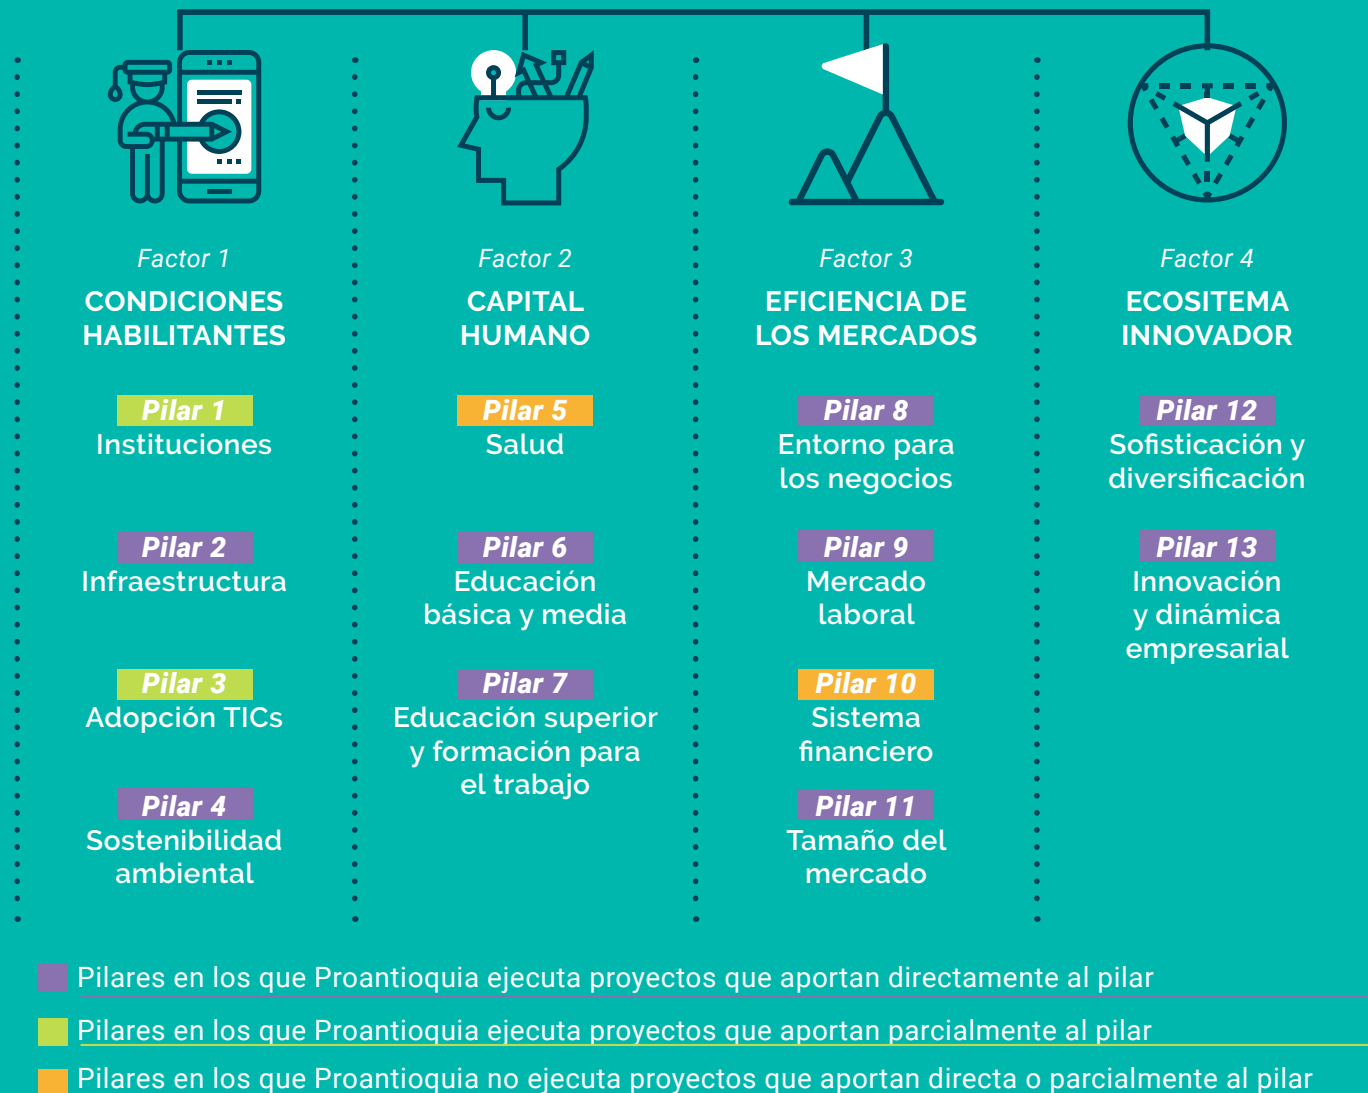 Factor 1
CONDICIONES
HABILITANTES
Pilar 1
Instituciones
Pilar 2
Infraestructura
Pilar 3
Adopción TICs
Pilar 4
Sostenibilidad
ambiental
Factor 2
CAPITAL
HUMANO
Pilar 5
Salud
Pilar 6
Educación
básica y media
Pilar 7
Educación superior
y formación para
el trabajo
Factor 3
EFICIENCIA DE
LOS MERCADOS
Pilar 8
Entorno para
los negocios
Pilar 9
Mercado
laboral
Pilar 10
Sistema
financiero
Pilar 11
Tamaño del
mercado
Factor 4
ECOSITEMA
INNOVADOR
Pilar 12
Sofisticación y
diversificación
Pilar 13
Innovación
y dinámica
empresarial
Pilares en los que Proantioquia ejecuta proyectos que aportan directamente al pilar
Pilares en los que Proantioquia ejecuta proyectos que aportan parcialmente al pilar
Pilares en los que Proantioquia no ejecuta proyectos que aportan directa o parcialmente al pilar